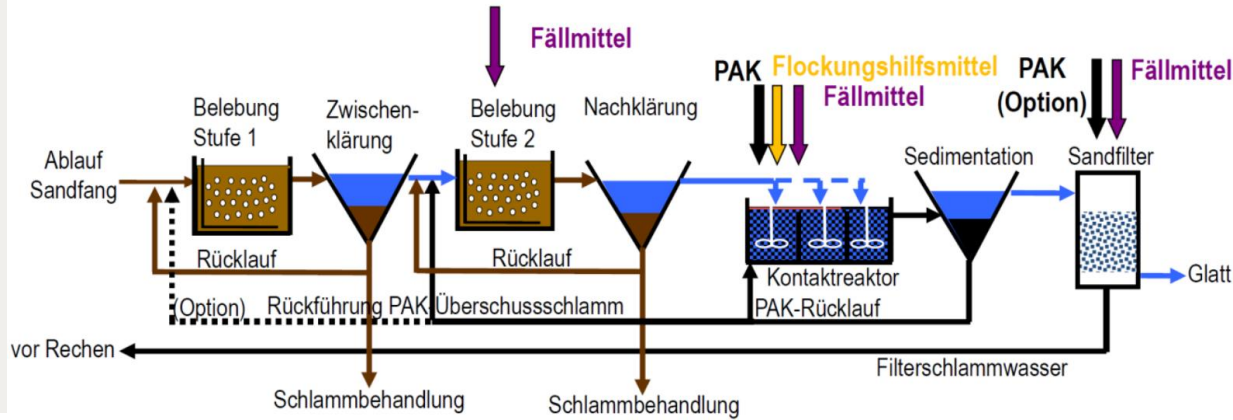 Fällmittel
PAK
Flockungshilfsmittel
Fällmittel
PAK
(Option)
Fällmittel
Belebung
Stufe 1
Zwischen-
klärung
Belebung
Stufe 2
Nachklärung
Sedimentation
Sandfilter
Ablauf
Sandfang
Rücklauf
Rücklauf
Kontaktreaktor
Glatt
(Option)
Rückführung PAK-Überschussschlamm
PAK-Rücklauf
vor Rechen
Filterschlammwasser
Schlammbehandlung
Schlammbehandlung